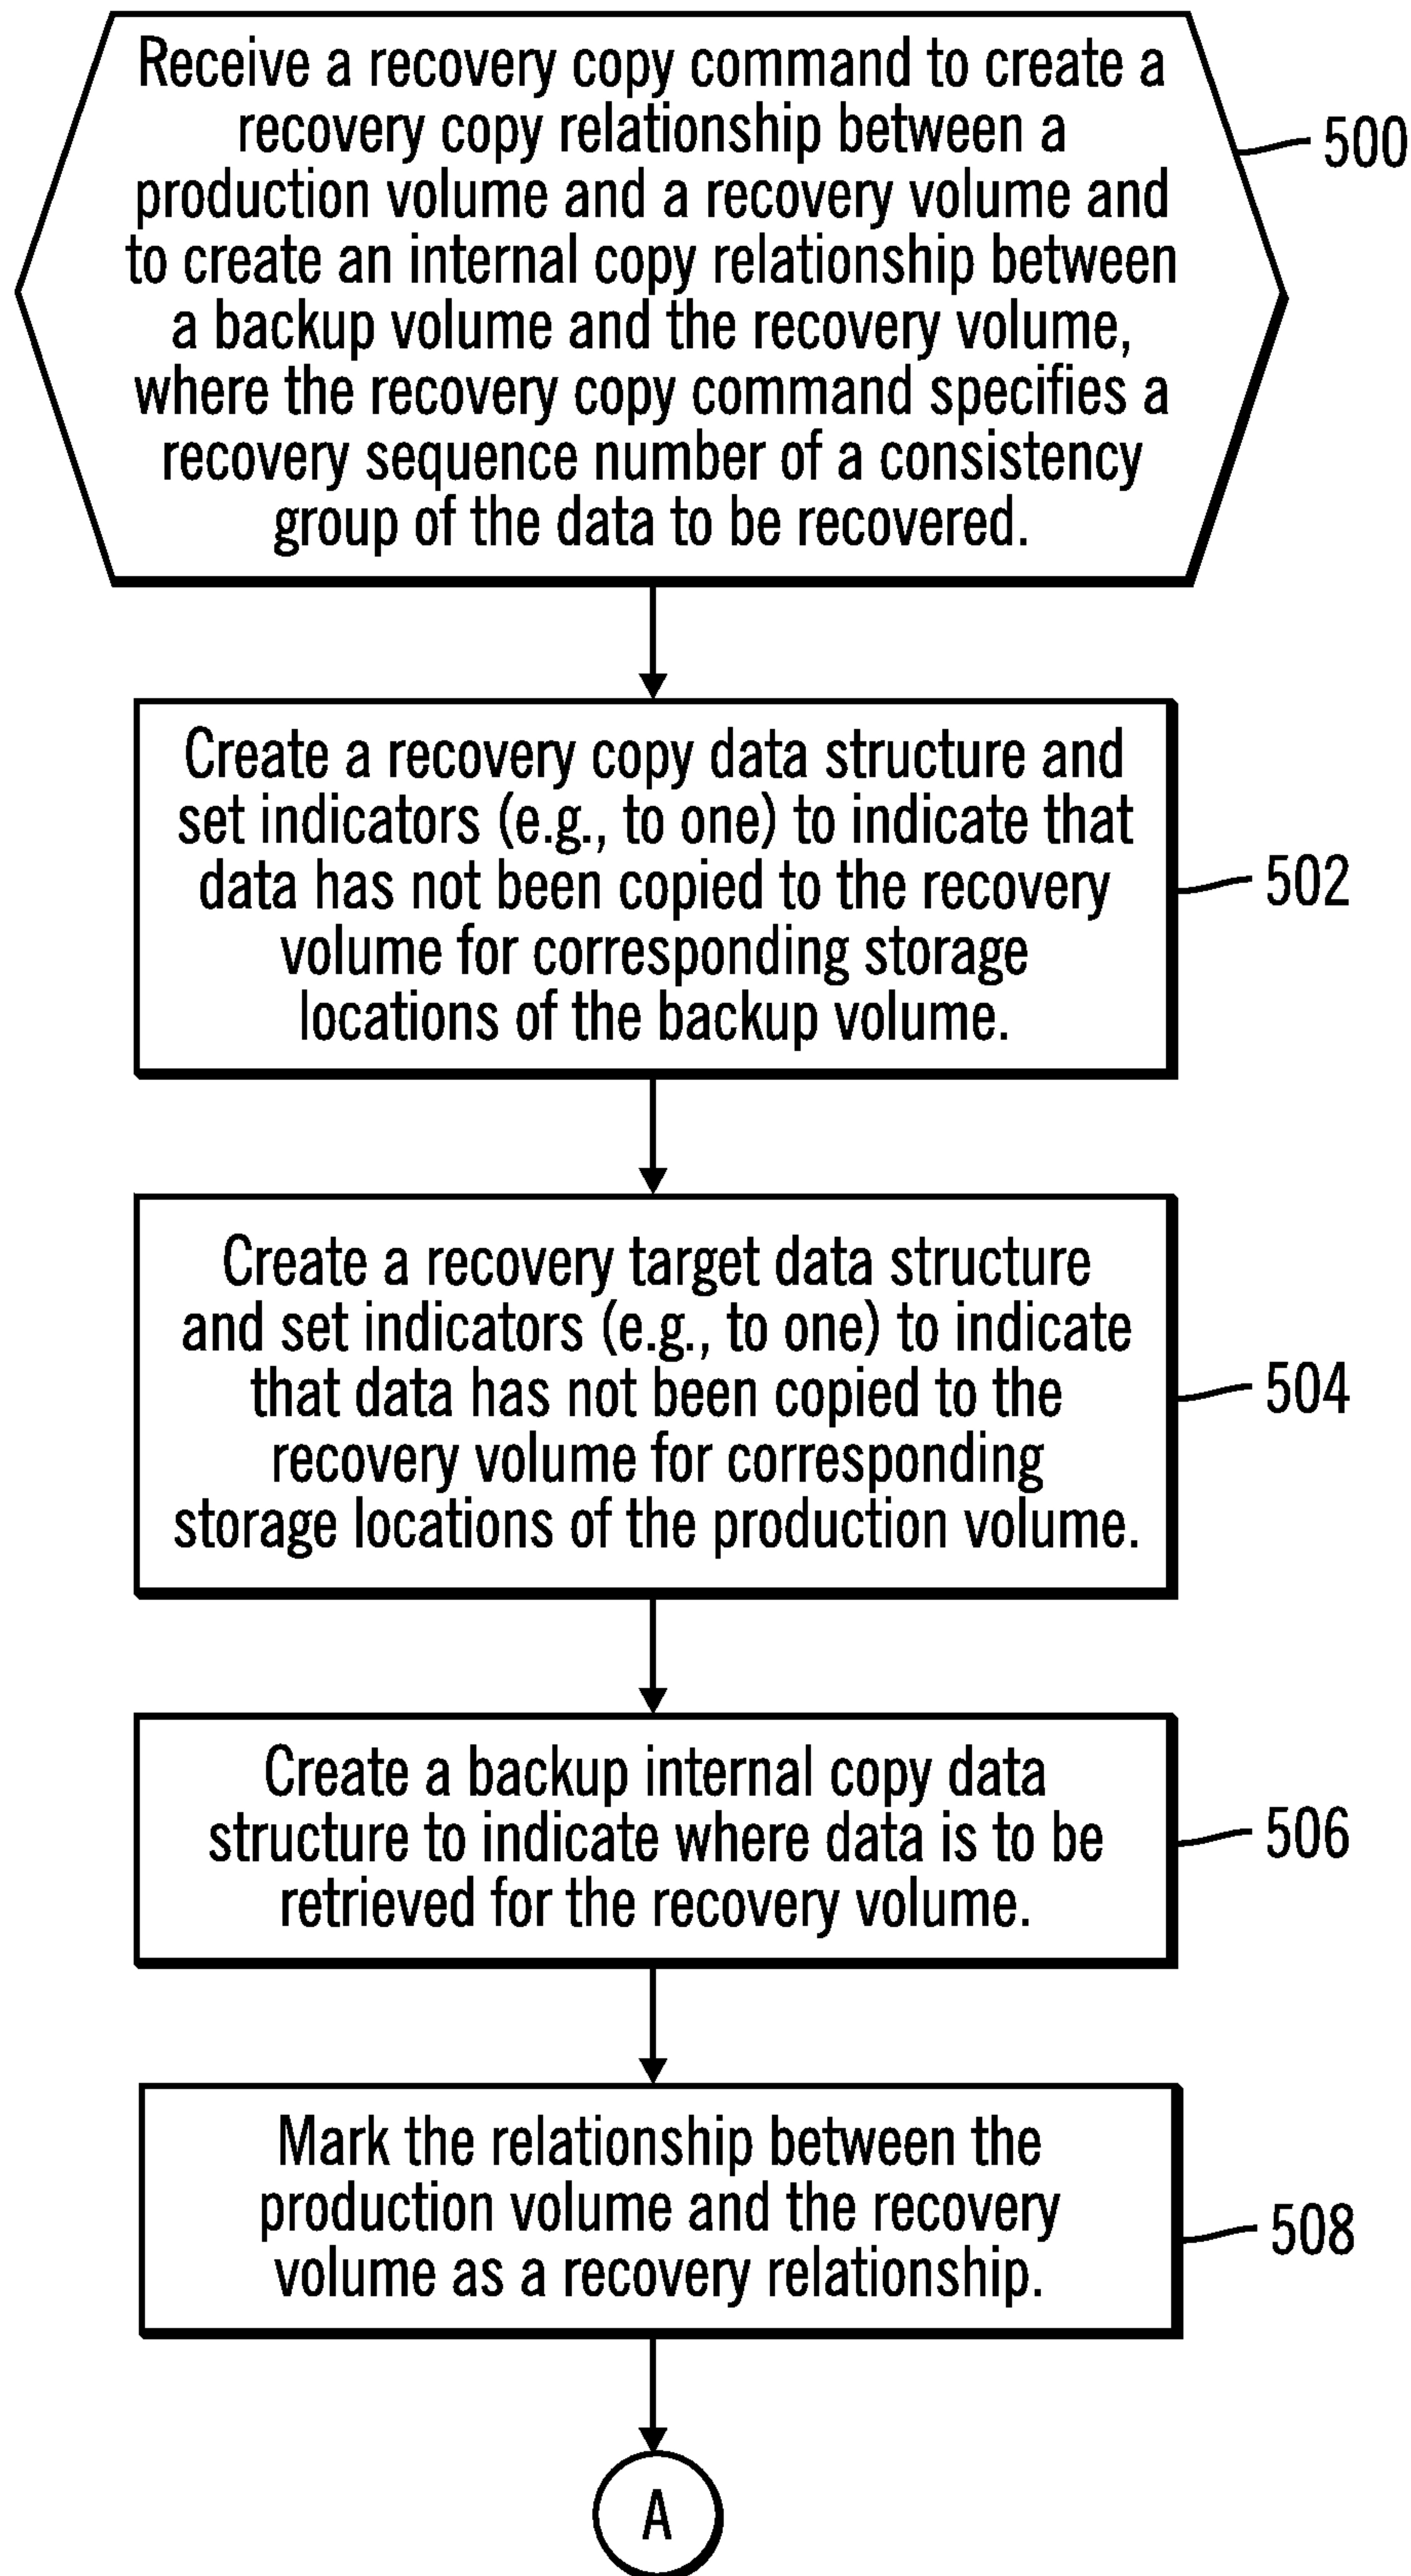 Receive a recovery copy command to create a
recovery copy relationship between a
production volume and a recovery volume and
to create an internal copy relationship between
a backup volume and the recovery volume,
where the recovery copy command specifies a
recovery sequence number of a consistency
group of the data to be recovered.
500
Create a recovery copy data structure and
set indicators (e.g., to one) to indicate that
data has not been copied to the recovery
volume for corresponding storage
locations of the backup volume.
502
Create a recovery target data structure
and set indicators (e.g., to one) to indicate
that data has not been copied to the
recovery volume for corresponding
storage locations of the production volume.
504
Create a backup internal copy data
structure to indicate where data is to be
retrieved for the recovery volume.
506
Mark the relationship between the
production volume and the recovery
volume as a recovery relationship.
508
A